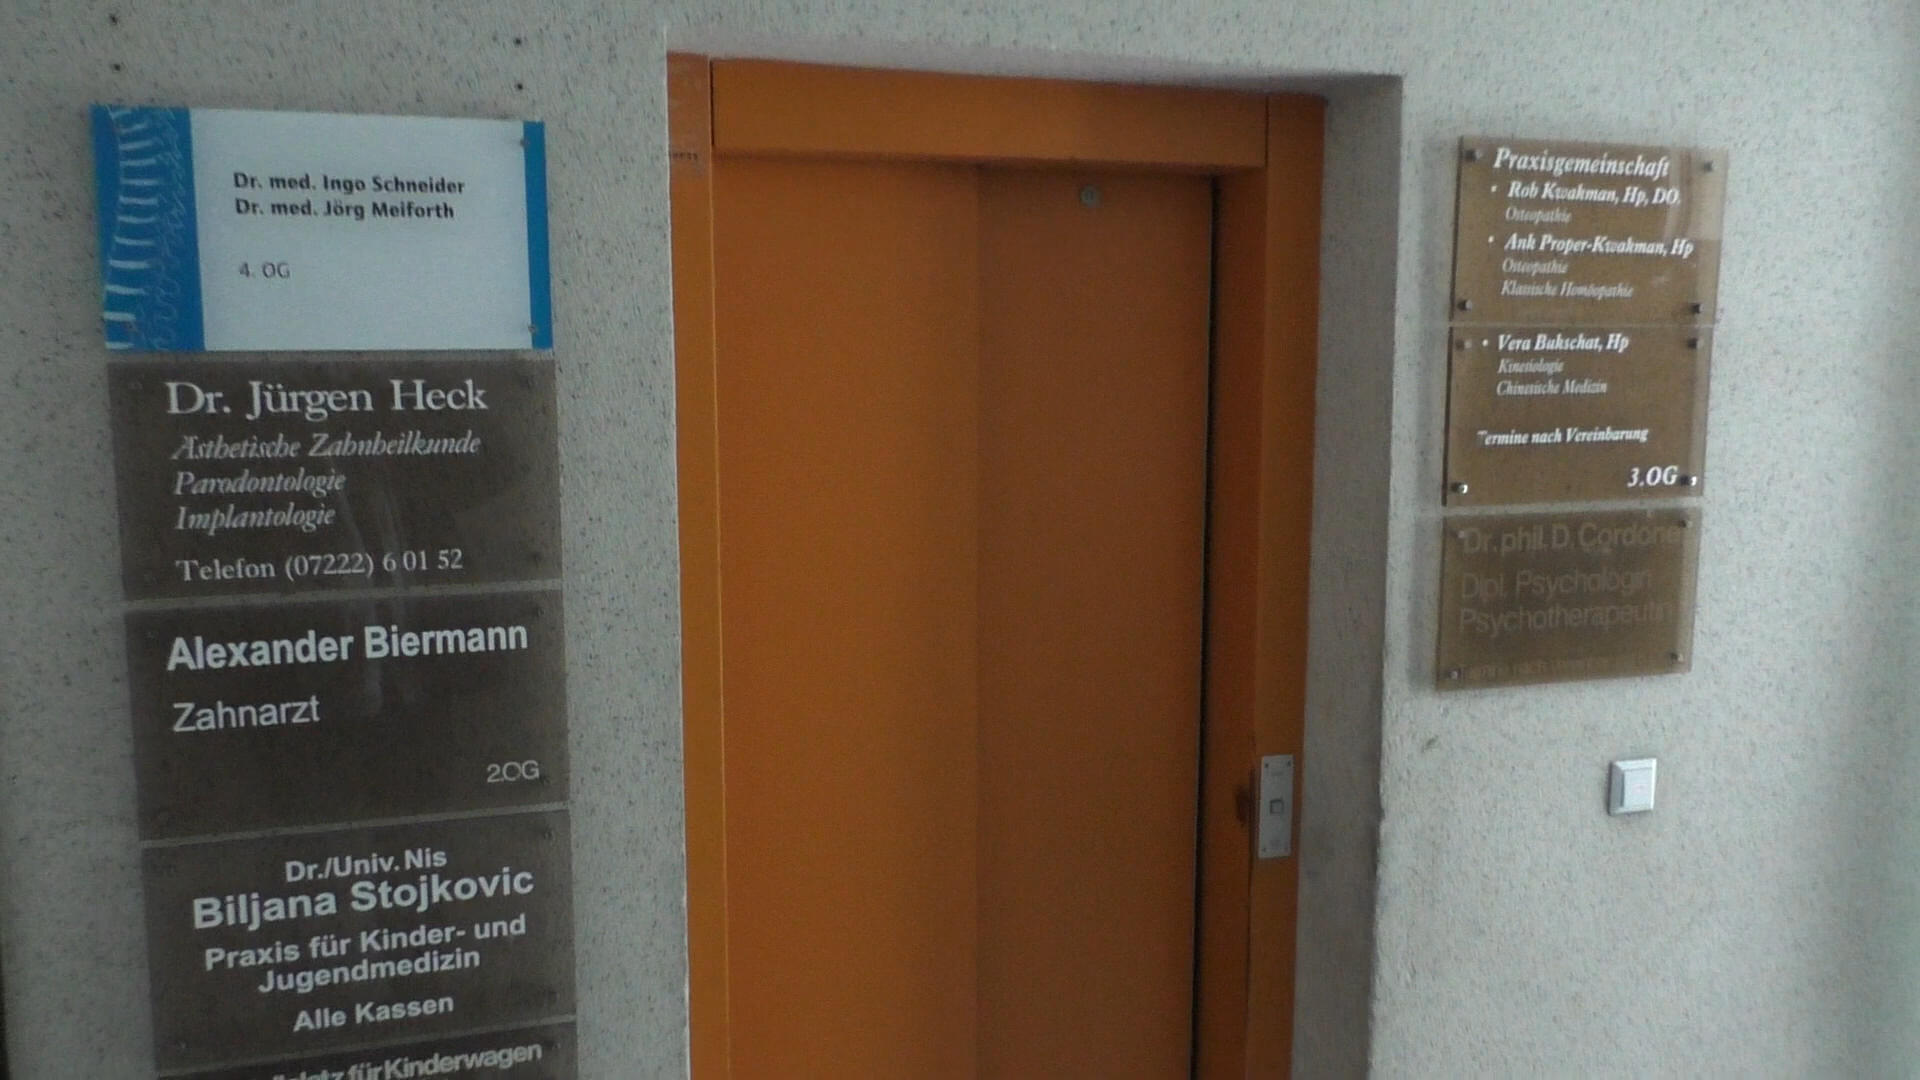 Dr. med. Ingo Schneider
Dr. med. Jörg Meiforth
4. OG
Dr. Jürgen Heck
Ästhetische Zahnheilkunde
Parodontologie
Implantologie
Telefon (07222) 6 01 52
Alexander Biermann
Zahnarzt
2.OG
Dr./Univ. Nis
Biljana Stojkovic
Praxis für Kinder- und
Jugendmedizin
Alle Kassen
für Kinderwagen
Praxisgemeinschaft
• Rob Kwakman, Hp, DO.
Osteopathie
• Ank Proper-Kwakman, Hp
Osteopathie
Klassische Homöopathie
• Vera Bukschat, Hp
Kinesiologie
Chinesische Medizin
Termine nach Vereinbarung
3.OG
Dr. phil. D. Cordone
Dipl. Psychologin
Psychotherapeutin